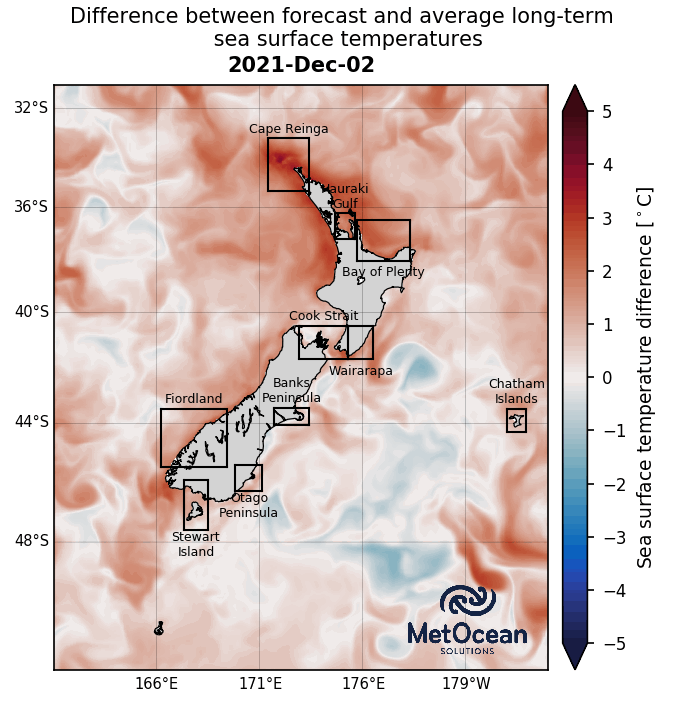 Difference between forecast and average long-term
sea surface temperatures
2021-Dec-02
32°S
36°S
40°S
44°S
48°S
Cape Reinga
Hauraki
Gulf
Bay of Plenty
Cook Strait
Wairarapa
Banks
Peninsula
Fiordland
Chatham
Islands
Otago
Peninsula
Stewart
Island
MetOcean
SOLUTIONS
166°E
171°E
176°E
179°W
5
4
3
2
1
0
−1
−2
−3
−4
−5
Sea surface temperature difference [°C]